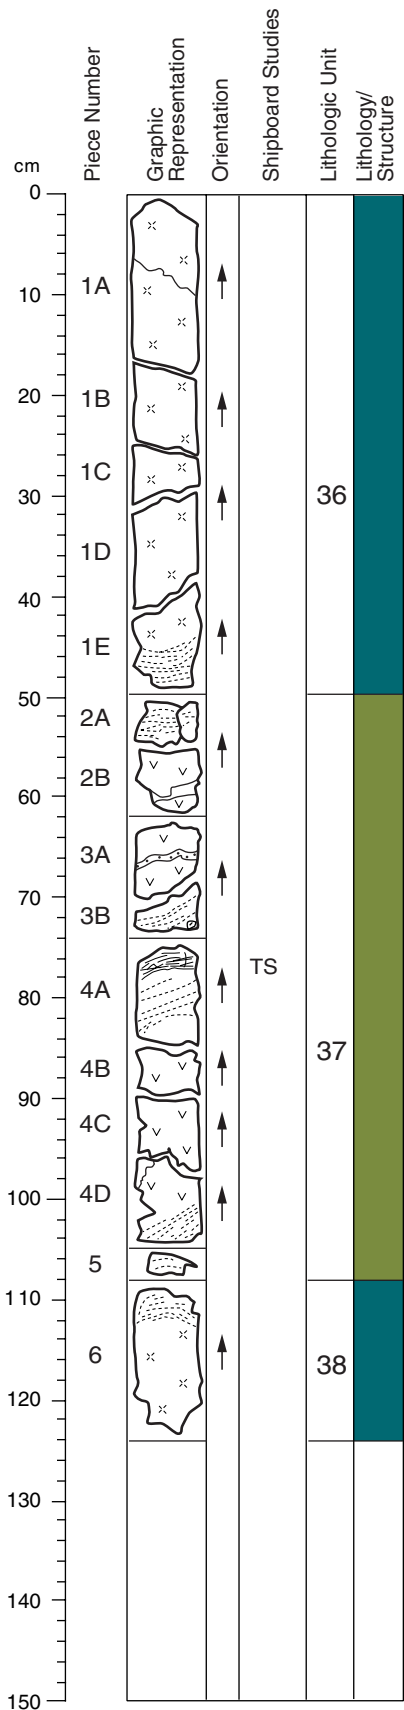 cm
Piece Number
Graphic
Representation
Orientation
Shipboard Studies
Lithologic Unit
Lithology/
Structure
0
10
20
30
40
50
60
70
80
90
100
110
120
130
140
150
1A
1B
1C
1D
1E
2A
2B
3A
3B
4A
4B
4C
4D
5
6
TS
36
37
38